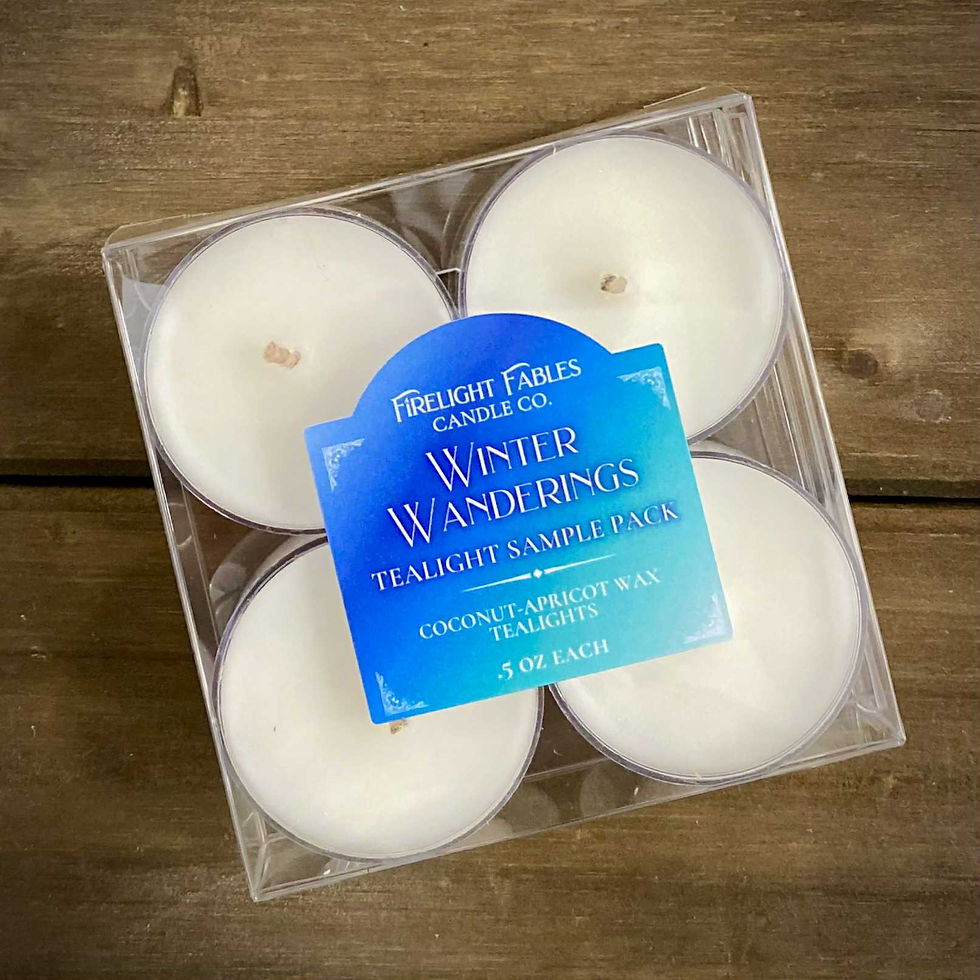 Firelight Fables
Candle Co.
Winter
Wanderings
Tealight Sample Pack
Coconut-Apricot Wax
Tealights
.5 oz each